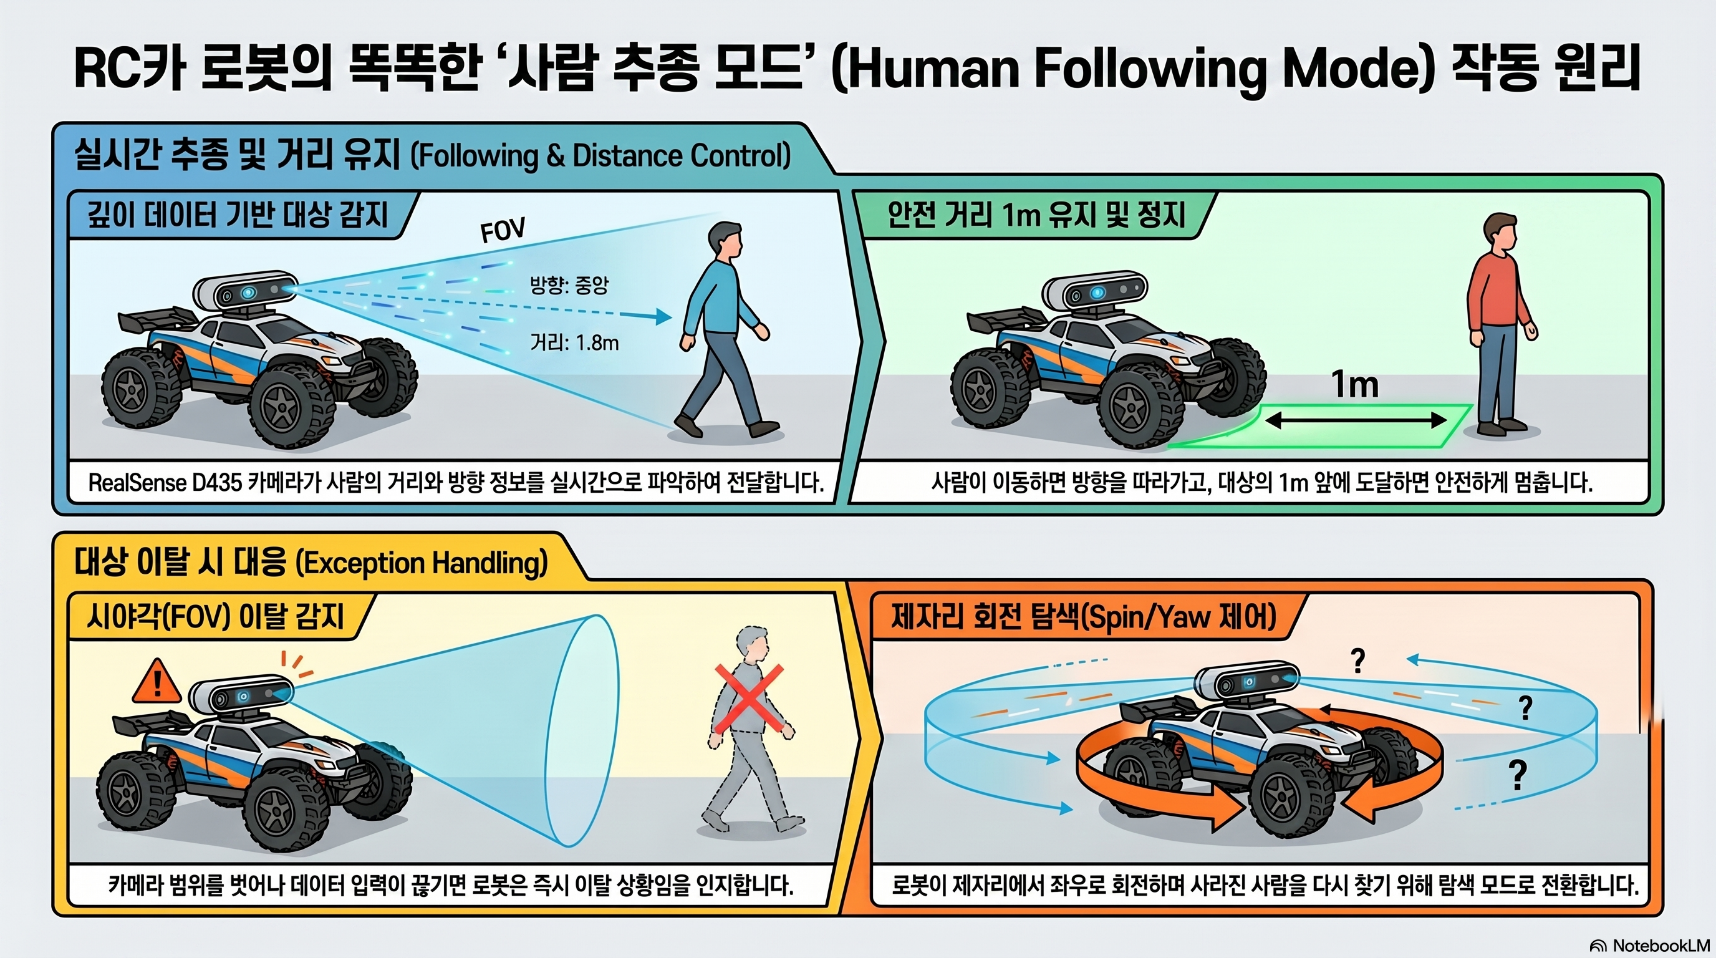 RC카 로봇의 똑똑한 ‘사람 추종 모드’ (Human Following Mode) 작동 원리
실시간 추종 및 거리 유지 (Following & Distance Control)
깊이 데이터 기반 대상 감지
FOV
방향: 중앙
거리: 1.8m
RealSense D435 카메라가 사람의 거리와 방향 정보를 실시간으로 파악하여 전달합니다.
안전 거리 1m 유지 및 정지
1m
사람이 이동하면 방향을 따라가고, 대상의 1m 앞에 도달하면 안전하게 멈춥니다.
대상 이탈 시 대응 (Exception Handling)
시야각(FOV) 이탈 감지
!
카메라 범위를 벗어나 데이터 입력이 끊기면 로봇은 즉시 이탈 상황임을 인지합니다.
제자리 회전 탐색(Spin/Yaw 제어)
?
?
?
로봇이 제자리에서 좌우로 회전하며 사라진 사람을 다시 찾기 위해 탐색 모드로 전환합니다.
NotebookLM